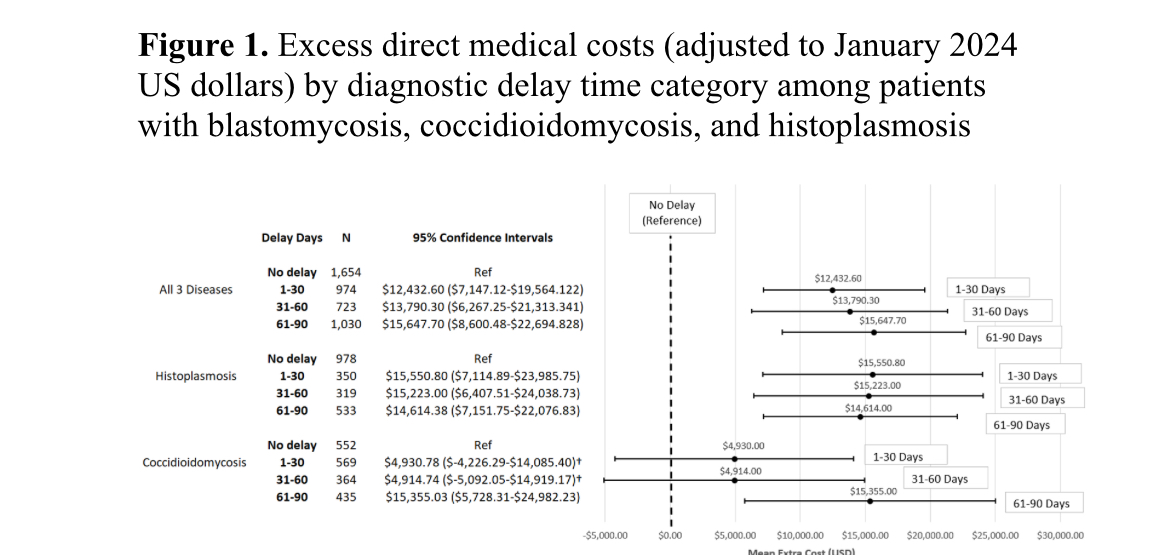 Figure 1. Excess direct medical costs (adjusted to January 2024
US dollars) by diagnostic delay time category among patients
with blastomycosis, coccidioidomycosis, and histoplasmosis
No Delay
(Reference)
Delay Days N 95% Confidence Intervals
No delay 1,654 Ref
All 3 Diseases 1-30 974 $12,432.60 ($7,147.12-$19,564.122)
31-60 723 $13,790.30 ($6,267.25-$21,313.341)
61-90 1,030 $15,647.70 ($8,600.48-$22,694.828)
$12,432.60
1-30 Days
$13,790.30
31-60 Days
$15,647.70
61-90 Days
No delay 978 Ref
Histoplasmosis 1-30 350 $15,550.80 ($7,114.89-$23,985.75)
31-60 319 $15,223.00 ($6,407.51-$24,038.73)
61-90 533 $14,614.38 ($7,151.75-$22,076.83)
$15,550.80
1-30 Days
$15,223.00
31-60 Days
$14,614.00
61-90 Days
No delay 552 Ref
Coccidioidomycosis 1-30 569 $4,930.78 ($-4,226.29-$14,085.40)†
31-60 364 $4,914.74 ($-5,092.05-$14,919.17)†
61-90 435 $15,355.03 ($5,728.31-$24,982.23)
$4,930.00
1-30 Days
$4,914.00
31-60 Days
$15,355.00
61-90 Days
-$5,000.00 $0.00 $5,000.00 $10,000.00 $15,000.00 $20,000.00 $25,000.00 $30,000.00
Mean Extra Cost (USD)